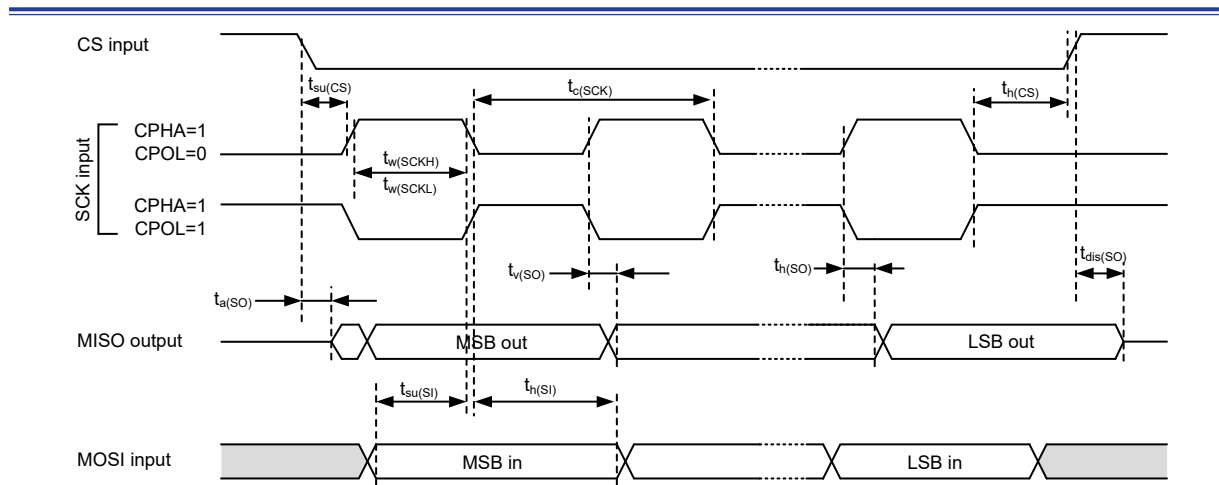 CS input
tsu(CS)
tc(SCK)
th(CS)
SCK input
CPHA=1
CPOL=0
tw(SCKH)
tw(SCKL)
CPHA=1
CPOL=1
tv(SO)
th(SO)
tdis(SO)
ta(SO)
MISO output
MSB out
LSB out
tsu(SI)
th(SI)
MOSI input
MSB in
LSB in